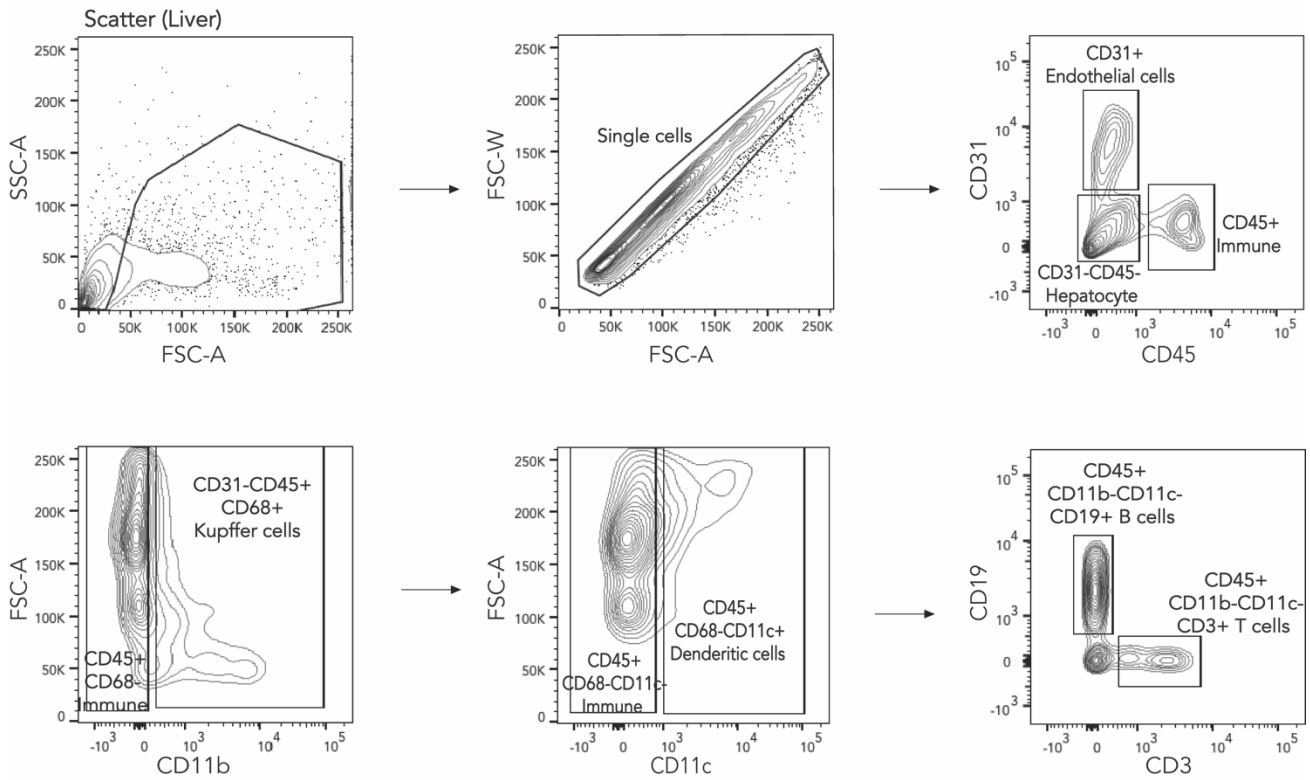 Scatter (Liver)
SSC-A
250K
200K
150K
100K
50K
0
0 50K 100K 150K 200K 250K
FSC-A
FSC-W
250K
200K
150K
100K
50K
0
Single cells
0 50K 100K 150K 200K 250K
FSC-A
CD31
10^5
10^4
10^3
0
-10^3
CD31+
Endothelial cells
CD45+
Immune
CD31-CD45-
Hepatocyte
-10^3 0 10^3 10^4 10^5
CD45
FSC-A
250K
200K
150K
100K
50K
0
CD31-CD45+
CD68+
Kupffer cells
CD45+
CD68-
Immune
-10^3 0 10^3 10^4 10^5
CD11b
FSC-A
250K
200K
150K
100K
50K
0
CD45+
CD68-CD11c+
Denderitic cells
CD45+
CD68-CD11c-
Immune
-10^3 0 10^3 10^4 10^5
CD11c
CD19
10^5
10^4
10^3
0
-10^3
CD45+
CD11b-CD11c-
CD19+ B cells
CD45+
CD11b-CD11c-
CD3+ T cells
-10^3 0 10^3 10^4 10^5
CD3